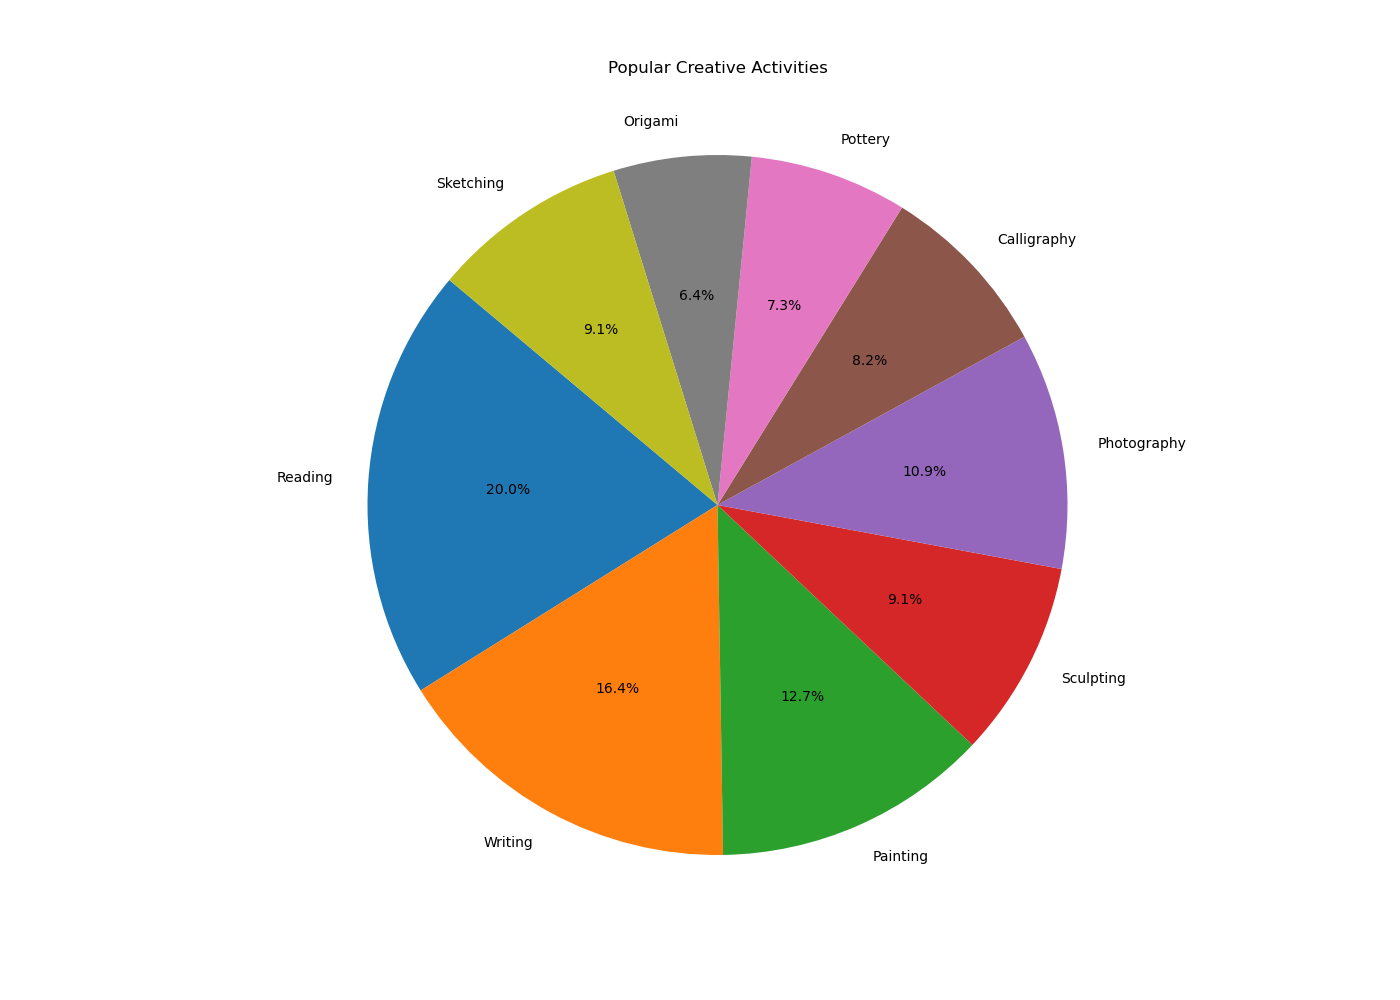 Popular Creative Activities
Origami
Pottery
Sketching
Calligraphy
6.4%
7.3%
9.1%
8.2%
Photography
10.9%
Reading
20.0%
9.1%
Sculpting
16.4%
12.7%
Writing
Painting